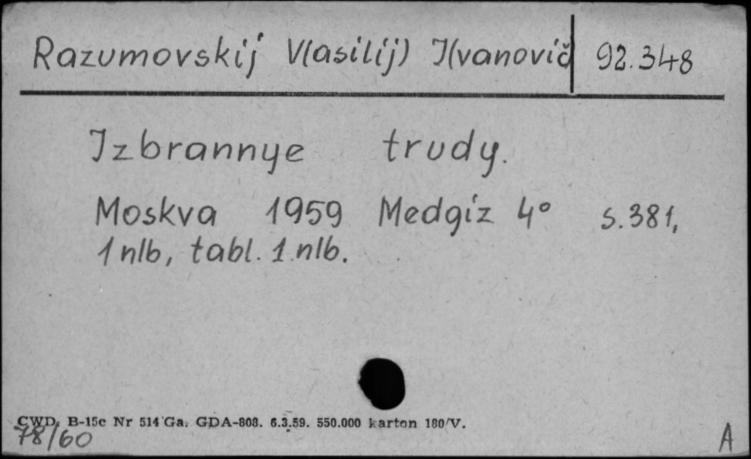 Razumovskij V(asilij) I(vanovič 92.348
Izbrannye trudy.
Moskva 1959 Medgiz 4° s.381,
1 nlb, tabl. 1 nlb.
CWD. B-15c Nr 514 Ga. GDA-808. 6.3.59. 550.000 karton 180/V.
78/60
A